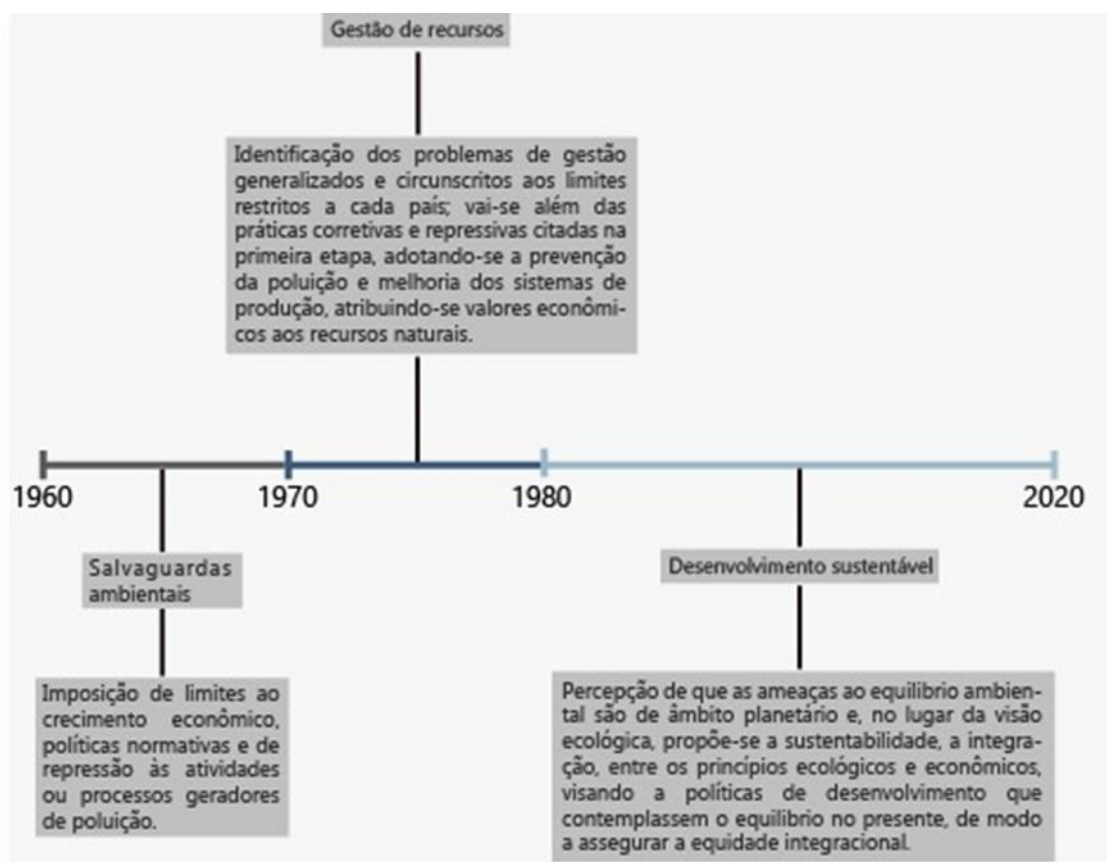 Gestão de recursos
Identificação dos problemas de gestão
generalizados e circunscritos aos limites
restritos a cada país; vai-se além das
práticas corretivas e repressivas citadas na
primeira etapa, adotando-se a prevenção
da poluição e melhoria dos sistemas de
produção, atribuindo-se valores econômi-
cos aos recursos naturais.
1960
1970
1980
2020
Salvaguardas
ambientais
Imposição de limites ao
crecimento econômico,
políticas normativas e de
repressão às atividades
ou processos geradores
de poluição.
Desenvolvimento sustentável
Percepção de que as ameaças ao equilibrio ambien-
tal são de âmbito planetário e, no lugar da visão
ecológica, propõe-se a sustentabilidade, a integra-
ção, entre os princípios ecológicos e econômicos,
visando a políticas de desenvolvimento que
contemplassem o equilibrio no presente, de modo
a assegurar a equidade integracional.